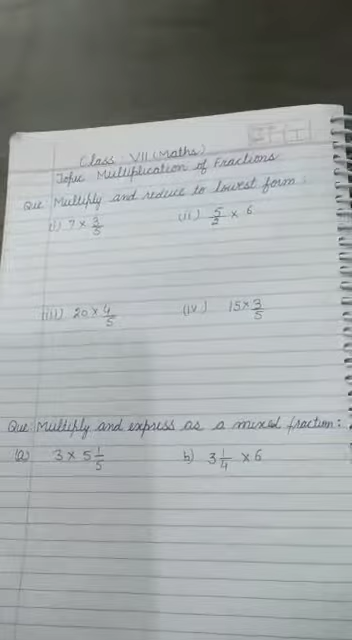 Class : VII (Maths)
Topic Multiplication of Fractions
Que: Multiply and reduce to lowest form:
(i) 7 × 3/5 (ii) 5/2 × 6
(iii) 20 × 4/5 (iv) 15 × 3/5
Que: Multiply and express as a mixed fraction:
(a) 3 × 5 1/5 b) 3 1/4 × 6